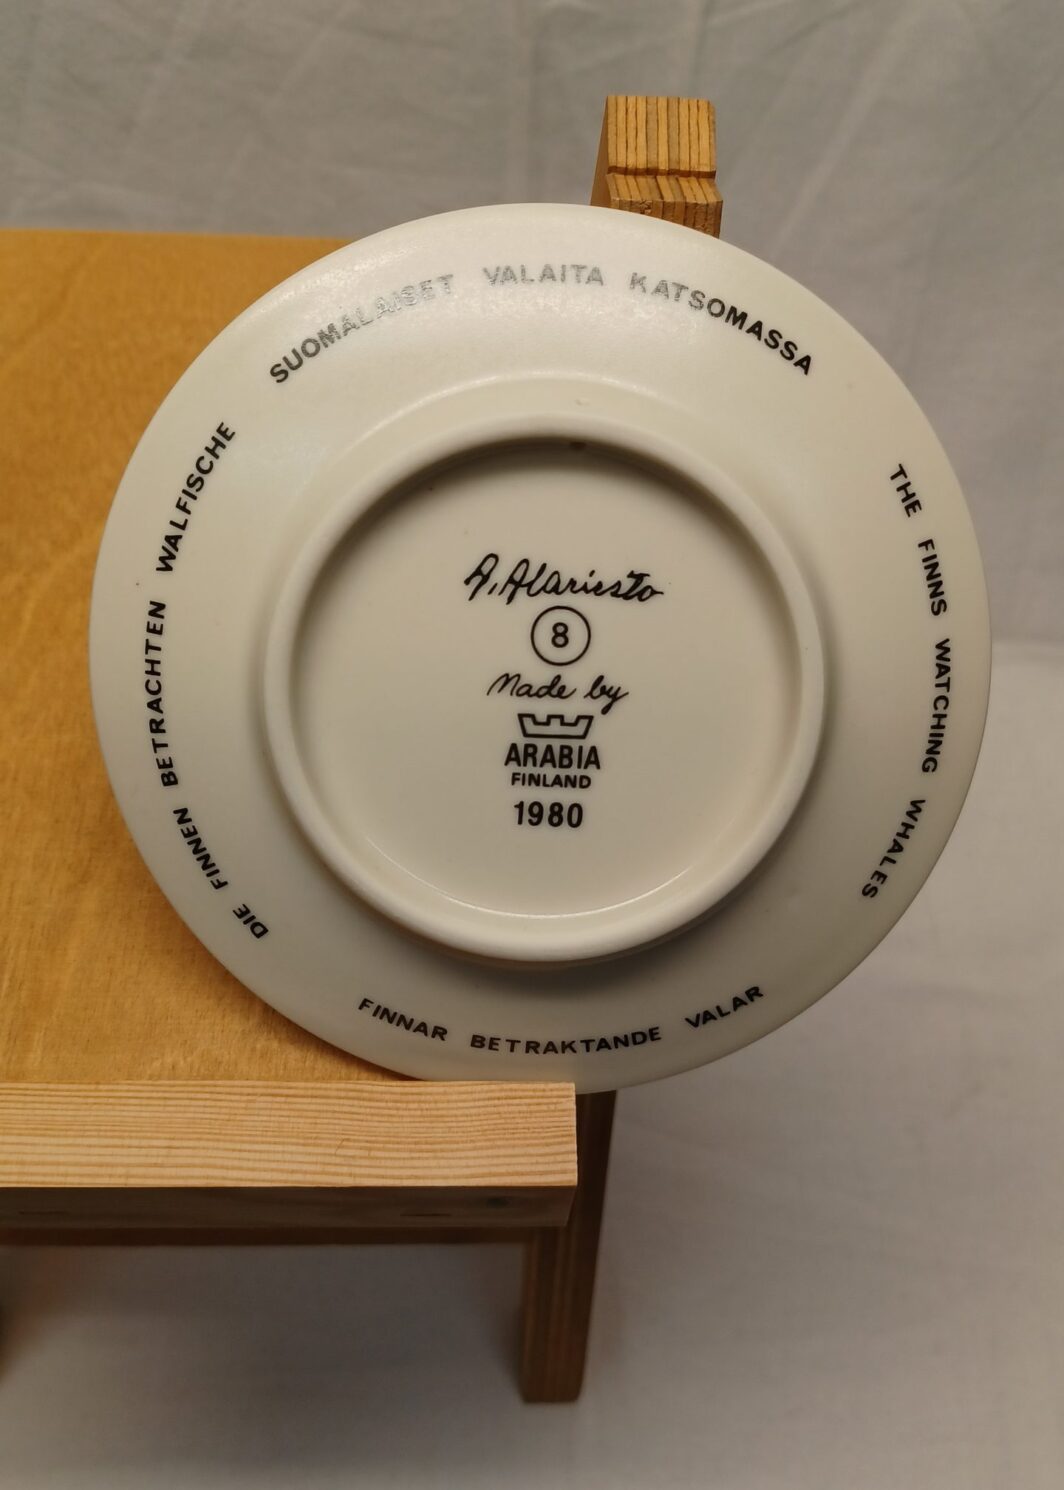 SUOMALAISET VALAITA KATSOMASSA
THE FINNS WATCHING WHALES
FINNAR BETRAKTANDE VALAR
DIE FINNEN BETRACHTEN WALFISCHE
A. Alariesto
8
Made by
ARABIA
FINLAND
1980